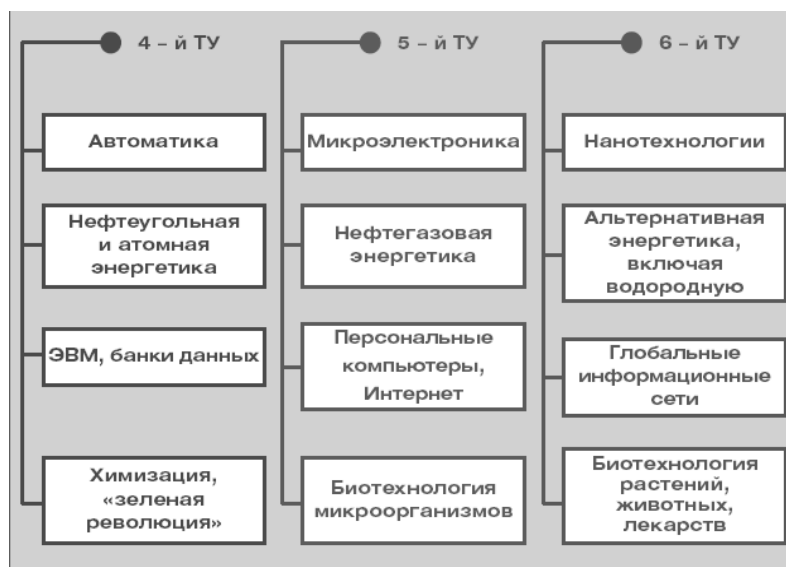 4 – й ТУ
Автоматика
Нефтеугольная
и атомная
энергетика
ЭВМ, банки данных
Химизация,
«зеленая
революция»
5 – й ТУ
Микроэлектроника
Нефтегазовая
энергетика
Персональные
компьютеры,
Интернет
Биотехнология
микроорганизмов
6 – й ТУ
Нанотехнологии
Альтернативная
энергетика,
включая
водородную
Глобальные
информационные
сети
Биотехнология
растений,
животных,
лекарств